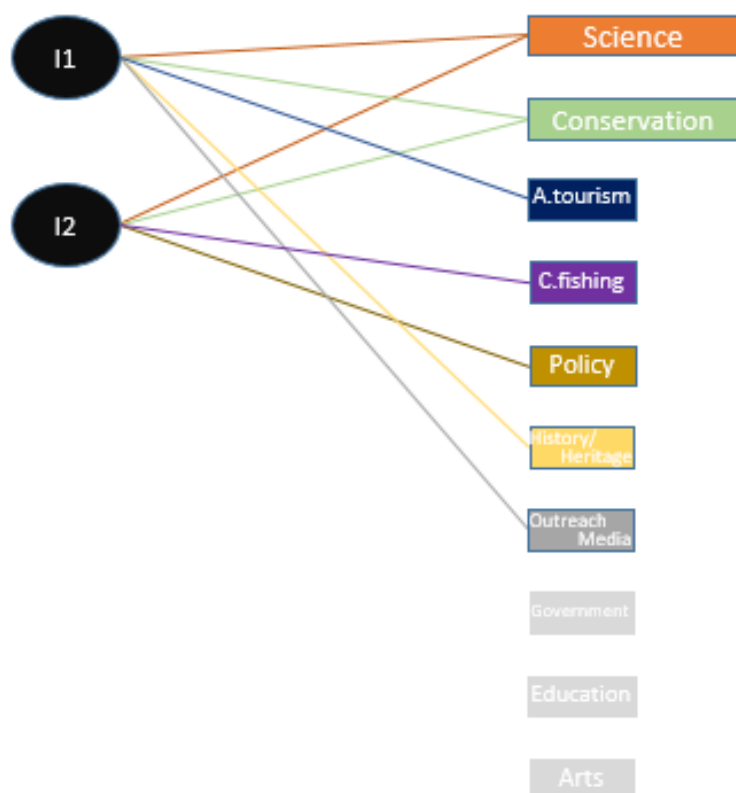 I1
Science
Conservation
A.tourism
I2
C.fishing
Policy
History/
Heritage
Outreach
Media
Government
Education
Arts